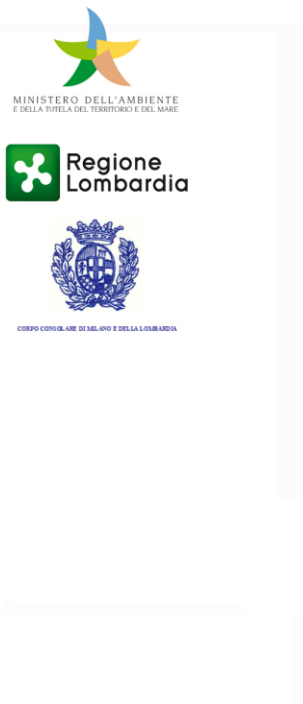 MINISTERO DELL'AMBIENTE
E DELLA TUTELA DEL TERRITORIO E DEL MARE
Regione
Lombardia
CORPO CONSOLARE DI MILANO E DELLA LOMBARDIA